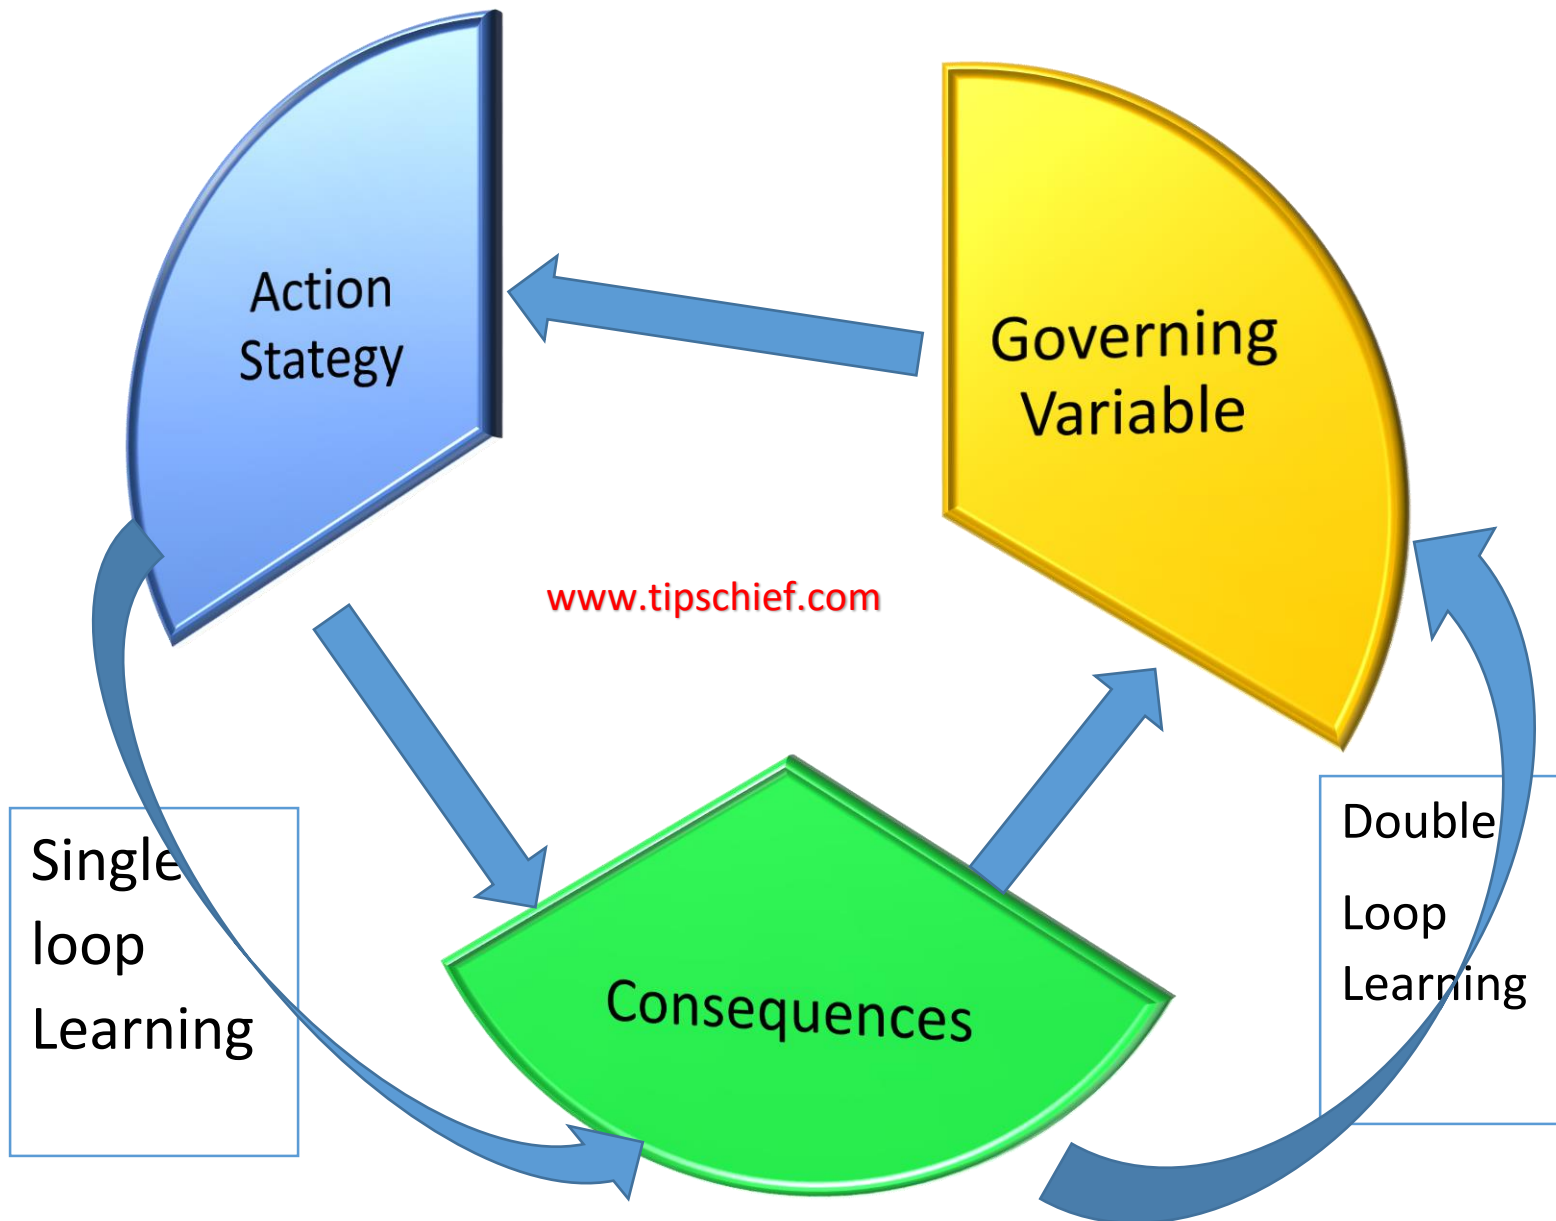 Action
Stategy
Governing
Variable
www.tipschief.com
Single
loop
Learning
Double
Loop
Learning
Consequences